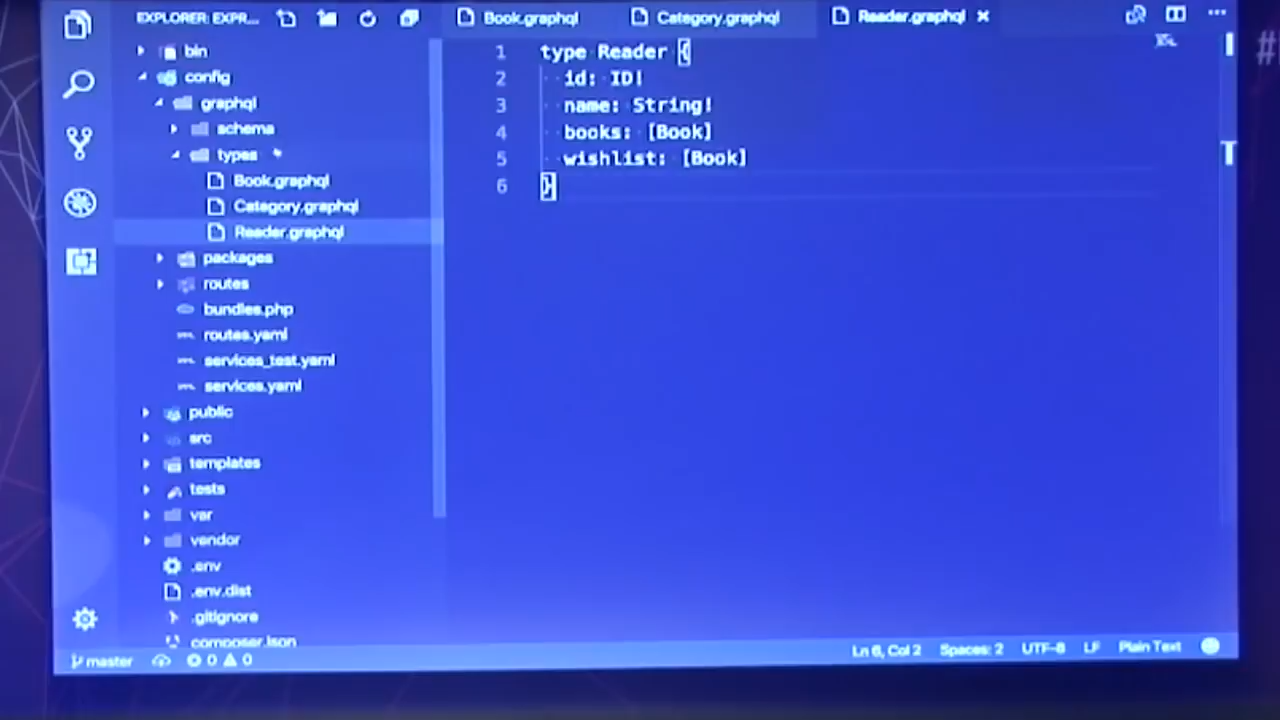 EXPLORER: EXPR...
bin
config
graphql
schema
types
Book.graphql
Category.graphql
Reader.graphql
packages
routes
bundles.php
routes.yaml
services_test.yaml
services.yaml
public
src
templates
tests
var
vendor
.env
.env.dist
.gitignore
composer.json
Book.graphql Category.graphql Reader.graphql
1 type Reader {
2 id: ID!
3 name: String!
4 books: [Book]
5 wishlist: [Book]
6 }
master 0 0 Ln 6, Col 2 Spaces: 2 UTF-8 LF Plain Text